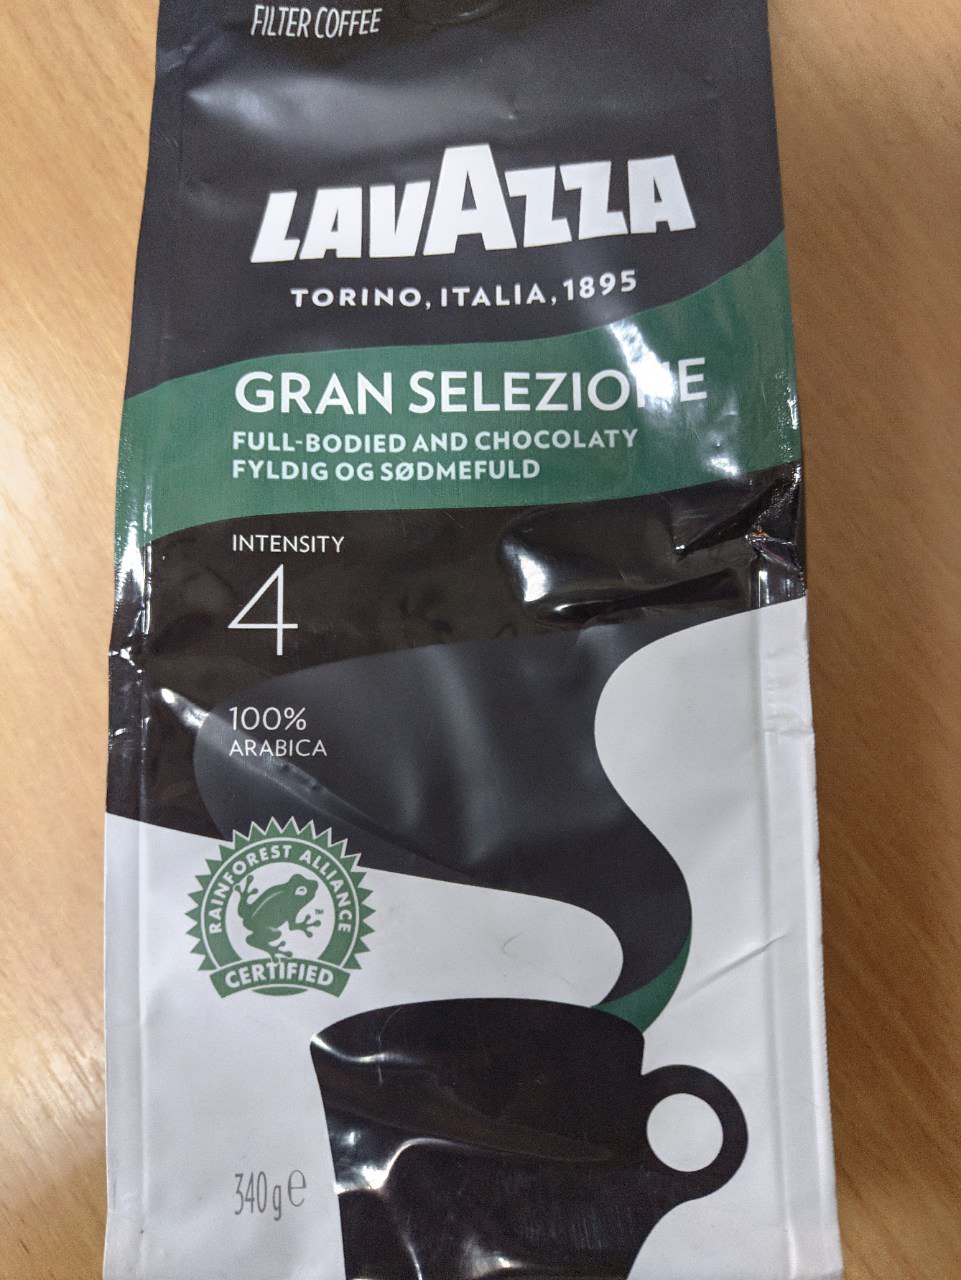 FILTER COFFEE
LAVAZZA
TORINO, ITALIA, 1895
GRAN SELEZIONE
FULL-BODIED AND CHOCOLATY
FYLDIG OG SØDMEFULD
INTENSITY
4
100%
ARABICA
RAINFOREST ALLIANCE
CERTIFIED
340 g e